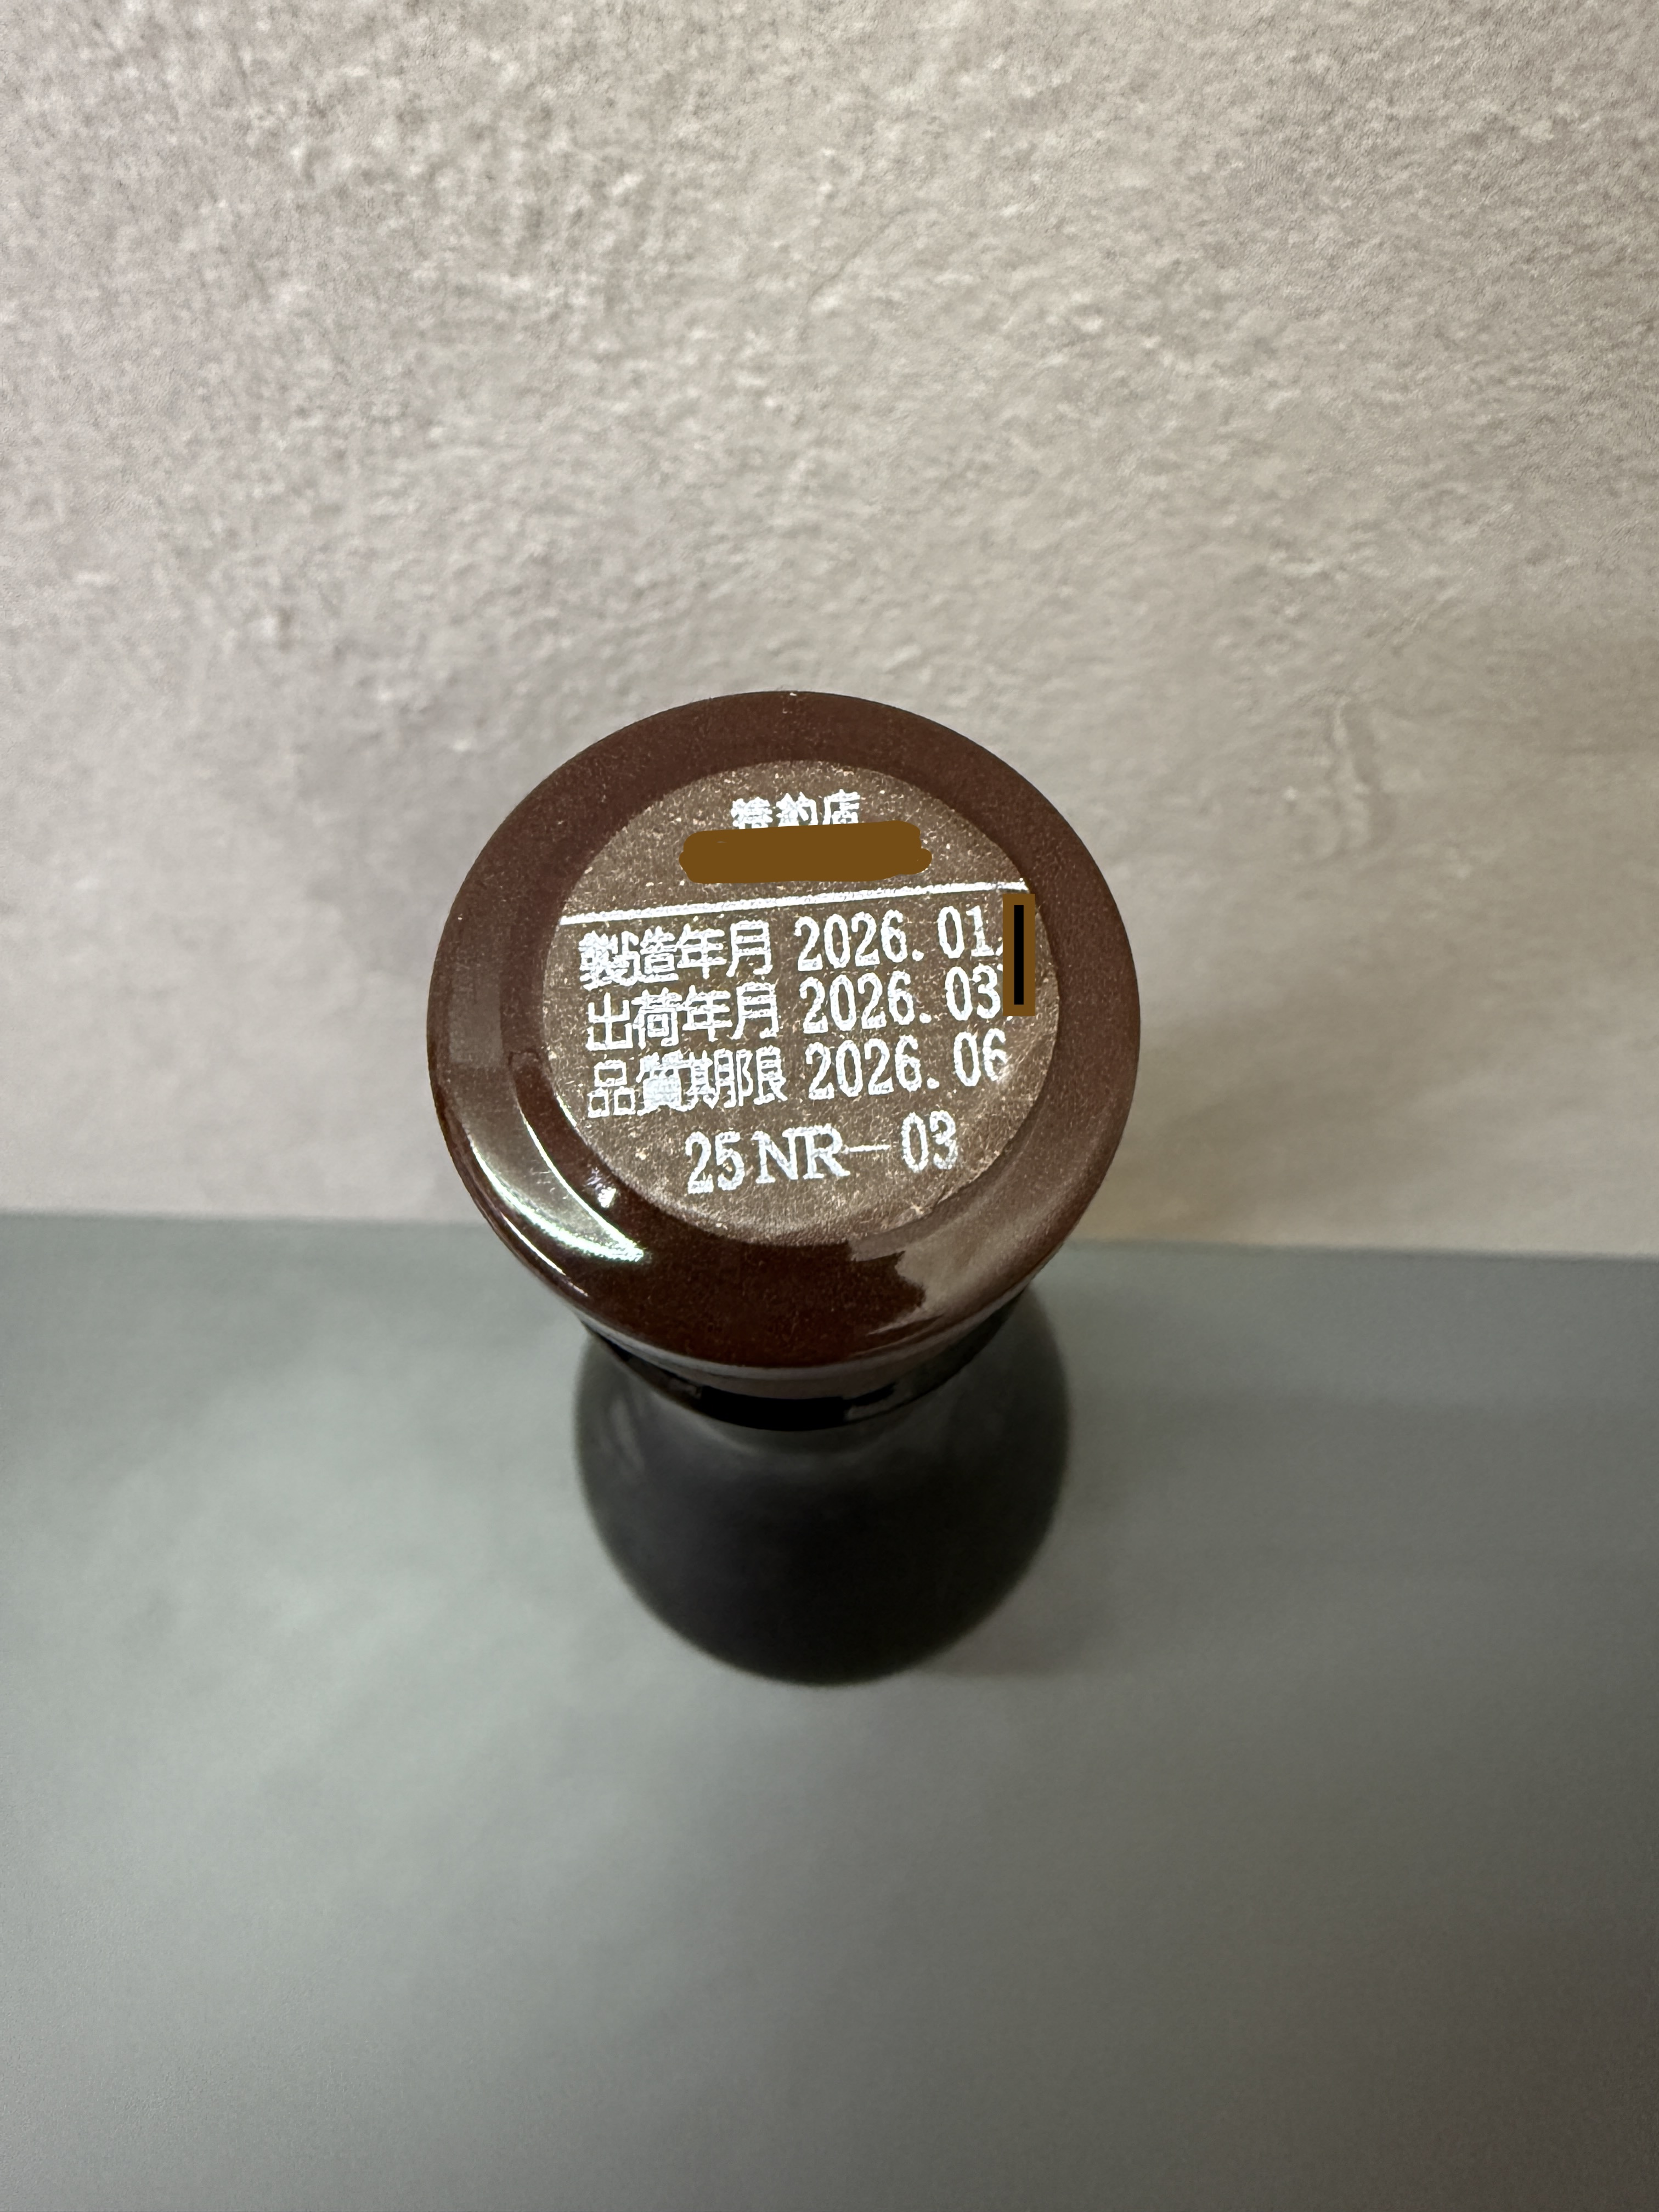 特約店
製造年月 2026. 01
出荷年月 2026. 03
品質期限 2026. 06
25NR-03